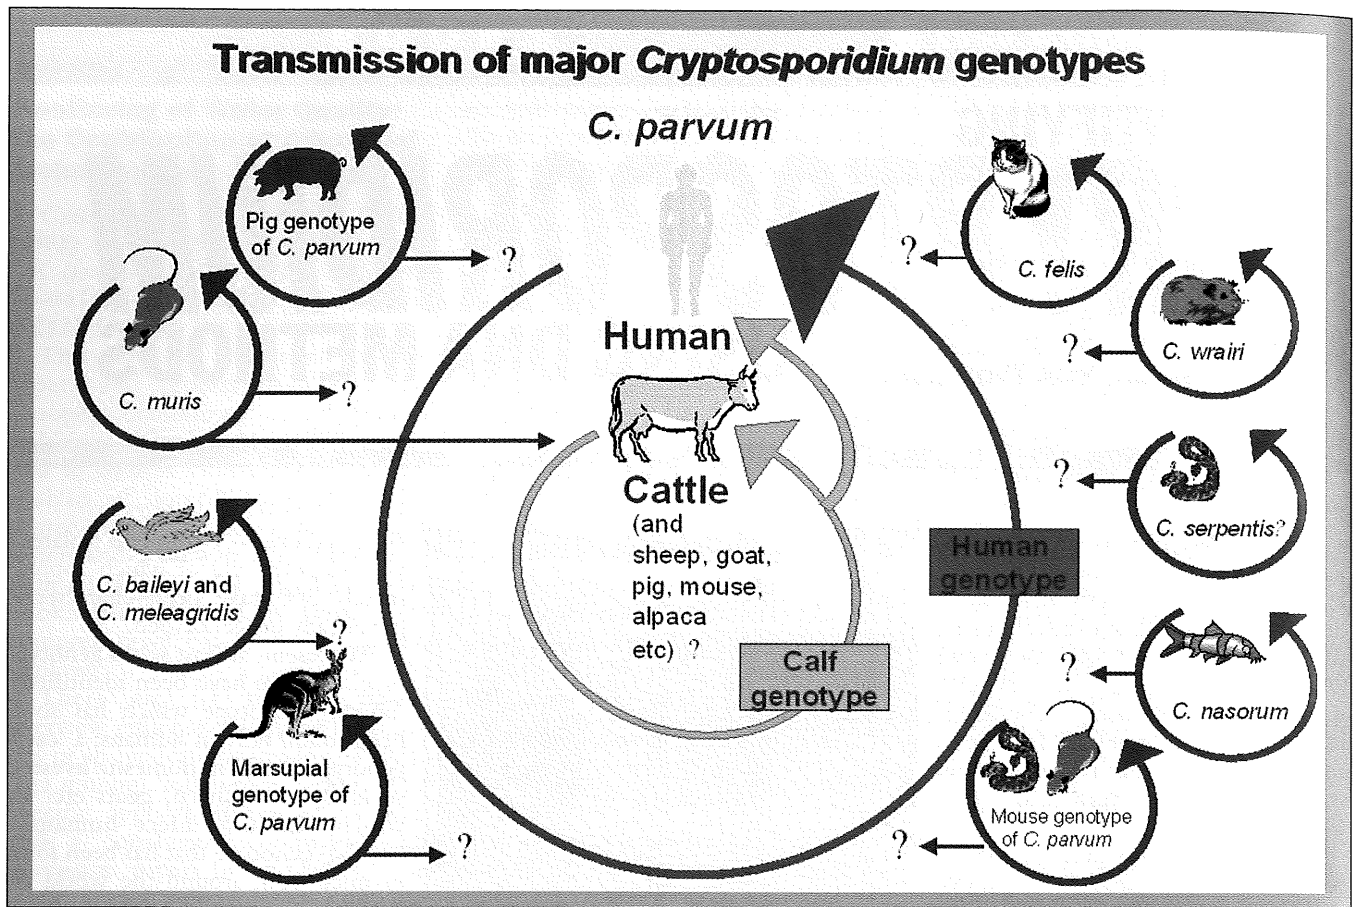 Transmission of major Cryptosporidium genotypes
C. parvum
Pig genotype
of C. parvum
?
C. muris
?
C. baileyi and
C. meleagridis
?
Marsupial
genotype of
C. parvum
?
Human
Cattle
(and
sheep, goat,
pig, mouse,
alpaca
etc) ?
Calf
genotype
Human
genotype
?
C. felis
?
C. wrairi
?
C. serpentis?
?
C. nasorum
?
Mouse genotype
of C. parvum